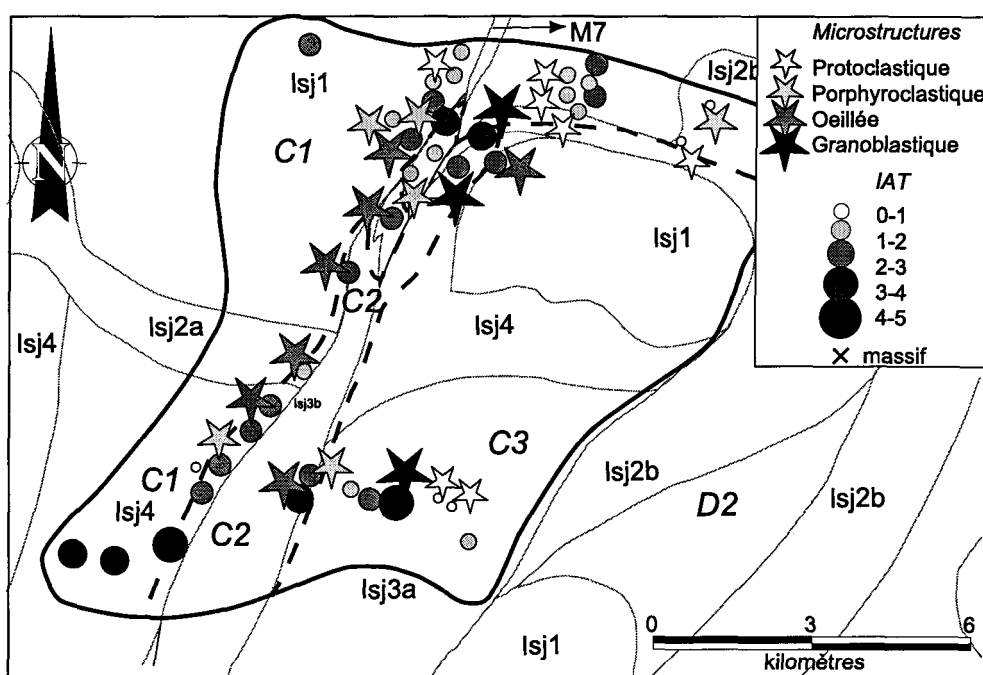 M7
Microstructures
Protoclastique
Porphyroclastique
Oeillée
Granoblastique
IAT
0-1
1-2
2-3
3-4
4-5
massif
lsj1
lsj2b
C1
N
lsj1
C2
lsj2a
lsj4
lsj4
lsj3b
C3
C1
lsj4
C2
lsj2b
D2
lsj2b
lsj3a
lsj1
0 3 6
kilomètres